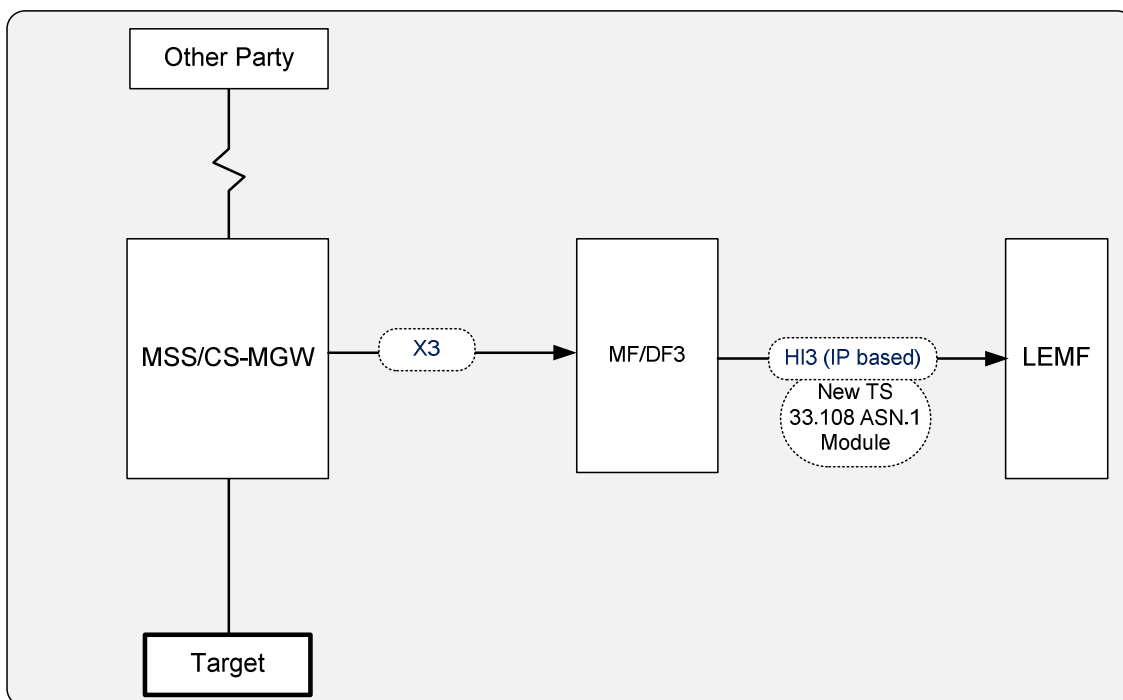 Other Party
MSS/CS-MGW
X3
MF/DF3
HI3 (IP based)
New TS
33.108 ASN.1
Module
LEMF
Target